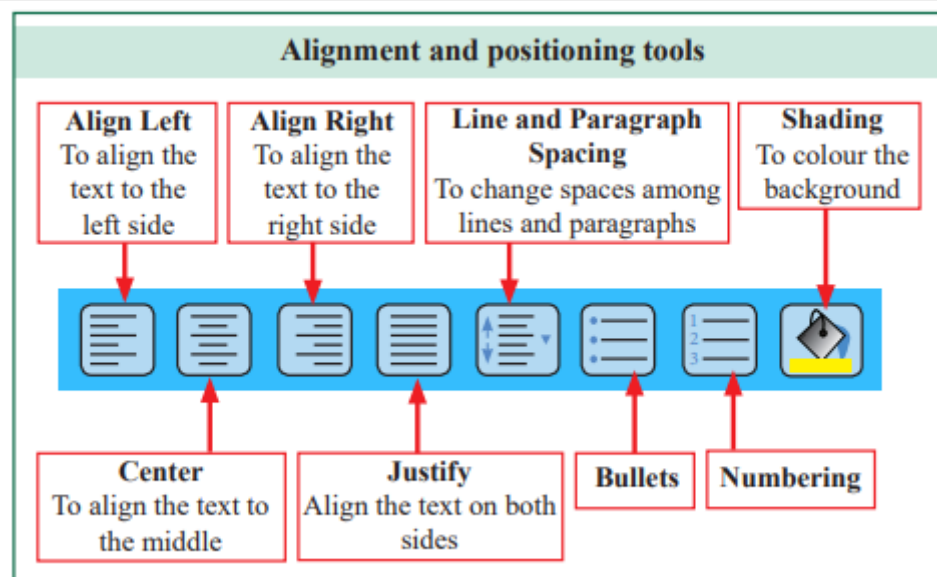 Alignment and positioning tools
Align Left
To align the
text to the
left side
Align Right
To align the
text to the
right side
Line and Paragraph
Spacing
To change spaces among
lines and paragraphs
Shading
To colour the
background
1
2
3
Center
To align the text to
the middle
Justify
Align the text on both
sides
Bullets
Numbering